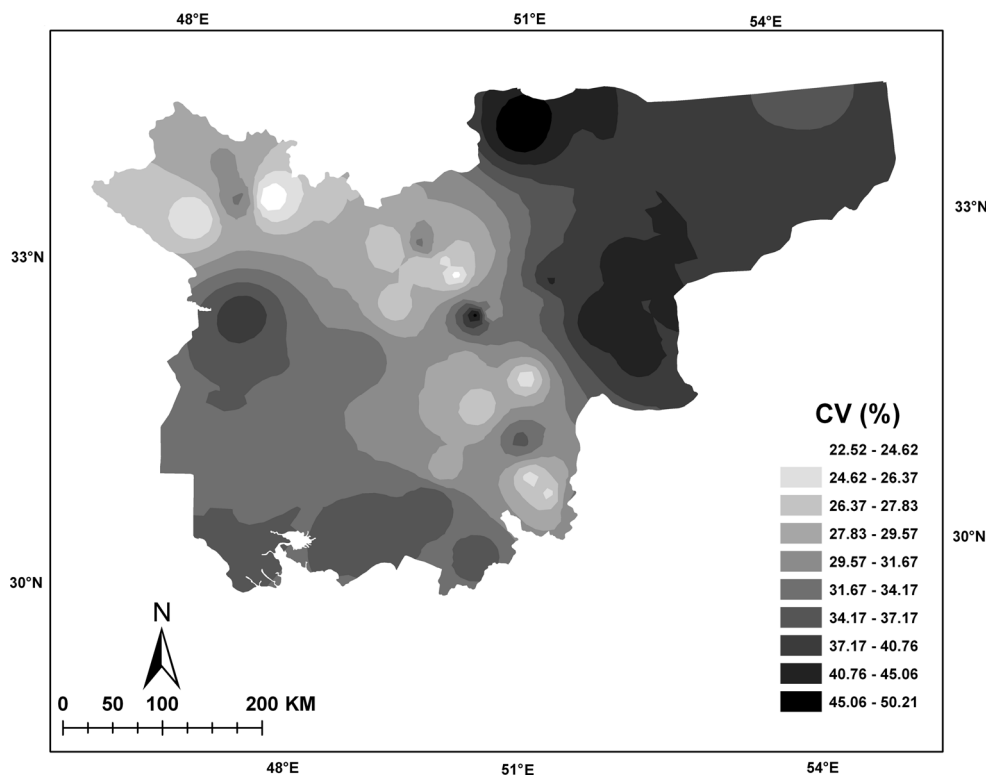 48°E 51°E 54°E
33°N
33°N
30°N
30°N
CV (%)
22.52 - 24.62
24.62 - 26.37
26.37 - 27.83
27.83 - 29.57
29.57 - 31.67
31.67 - 34.17
34.17 - 37.17
37.17 - 40.76
40.76 - 45.06
45.06 - 50.21
N
0 50 100 200 KM
48°E 51°E 54°E